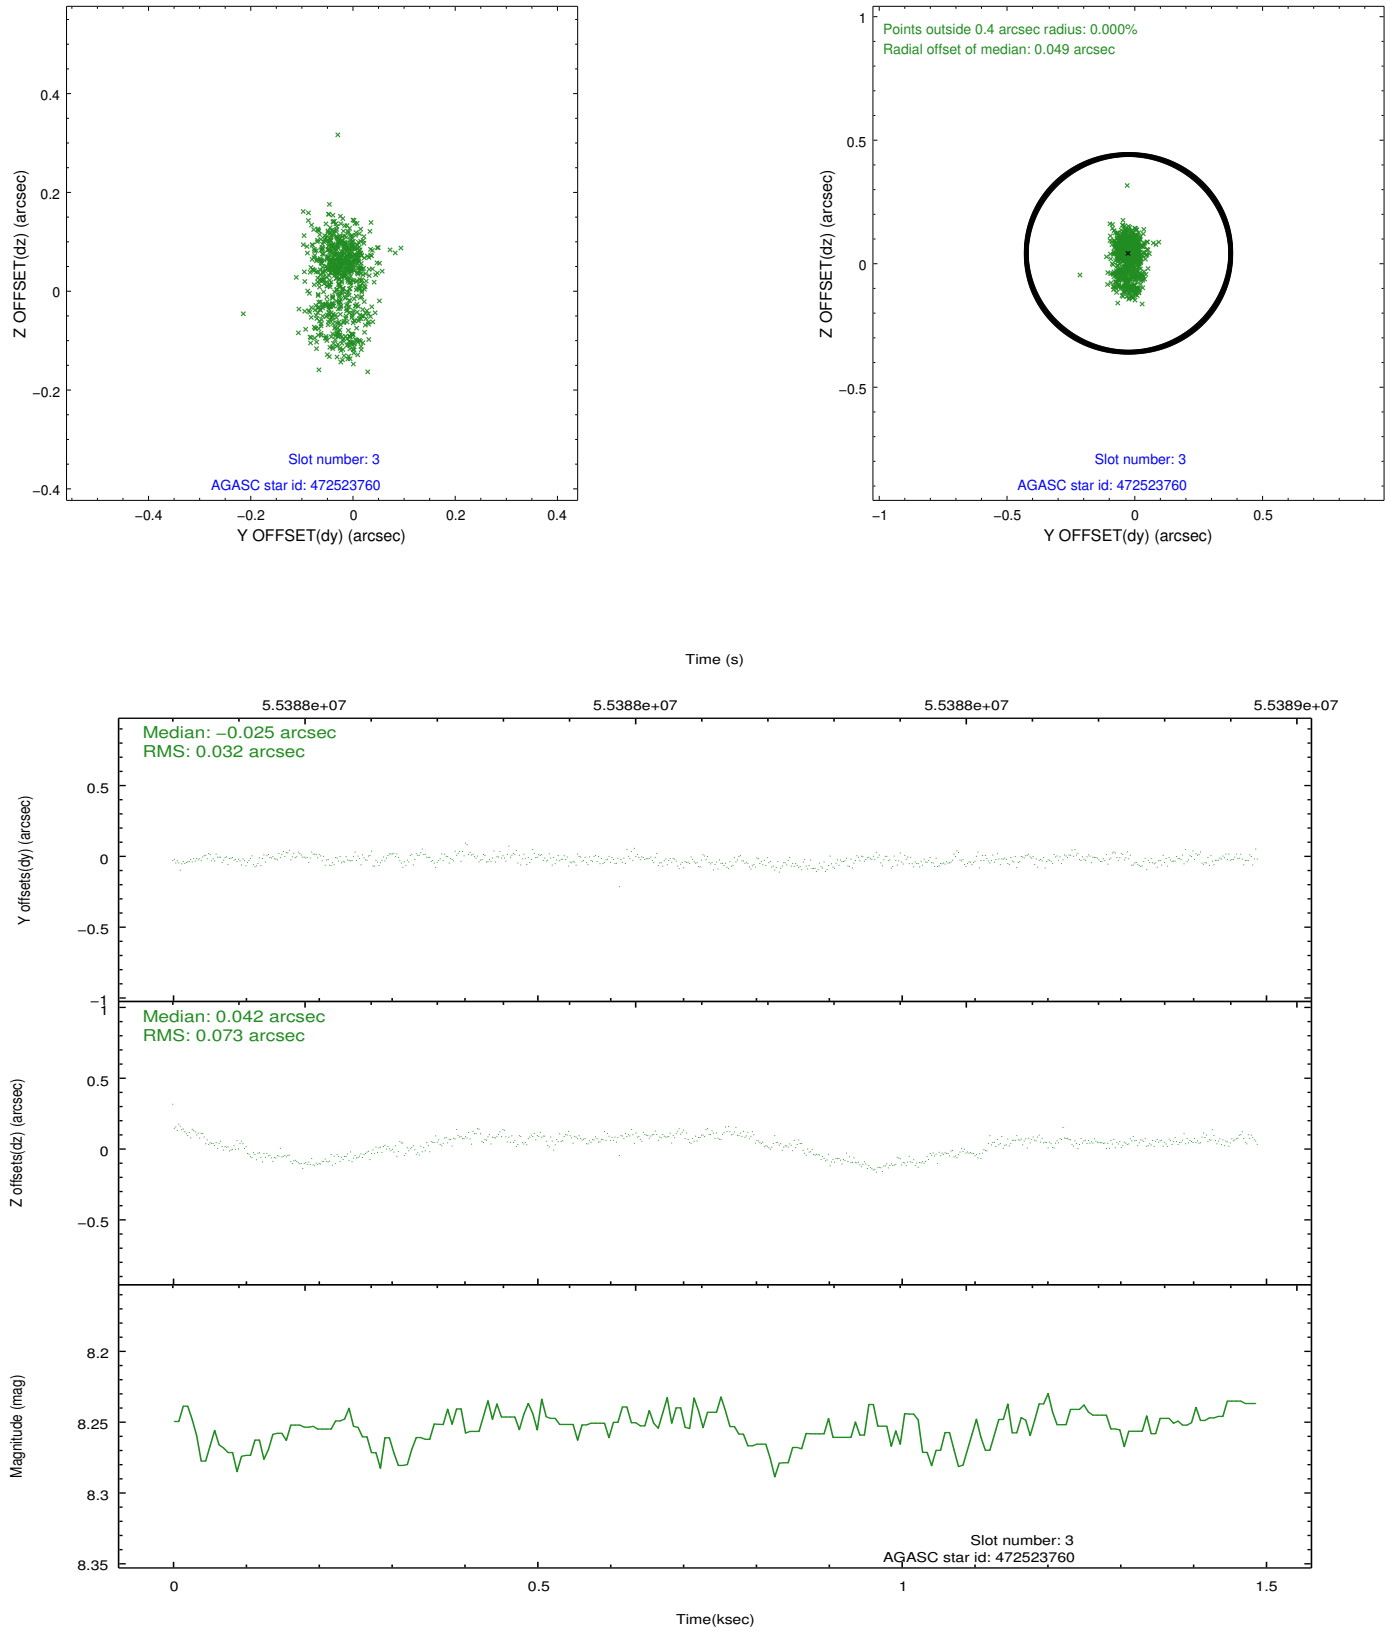 0.4
0.2
0
−0.2
−0.4
Z OFFSET(dz) (arcsec)
Slot number: 3
AGASC star id: 472523760
−0.4
−0.2
0
0.2
0.4
Y OFFSET(dy) (arcsec)
1
0.5
0
−0.5
Z OFFSET(dz) (arcsec)
Points outside 0.4 arcsec radius: 0.000%
Radial offset of median: 0.049 arcsec
Slot number: 3
AGASC star id: 472523760
−1
−0.5
0
0.5
Y OFFSET(dy) (arcsec)
Time (s)
5.5388e+07
5.5388e+07
5.5388e+07
5.5389e+07
Median: −0.025 arcsec
RMS: 0.032 arcsec
0.5
0
−0.5
−1
Y offsets(dy) (arcsec)
Median: 0.042 arcsec
RMS: 0.073 arcsec
1
0.5
0
−0.5
Z offsets(dz) (arcsec)
8.2
8.25
8.3
8.35
Magnitude (mag)
Slot number: 3
AGASC star id: 472523760
0
0.5
1
1.5
Time(ksec)